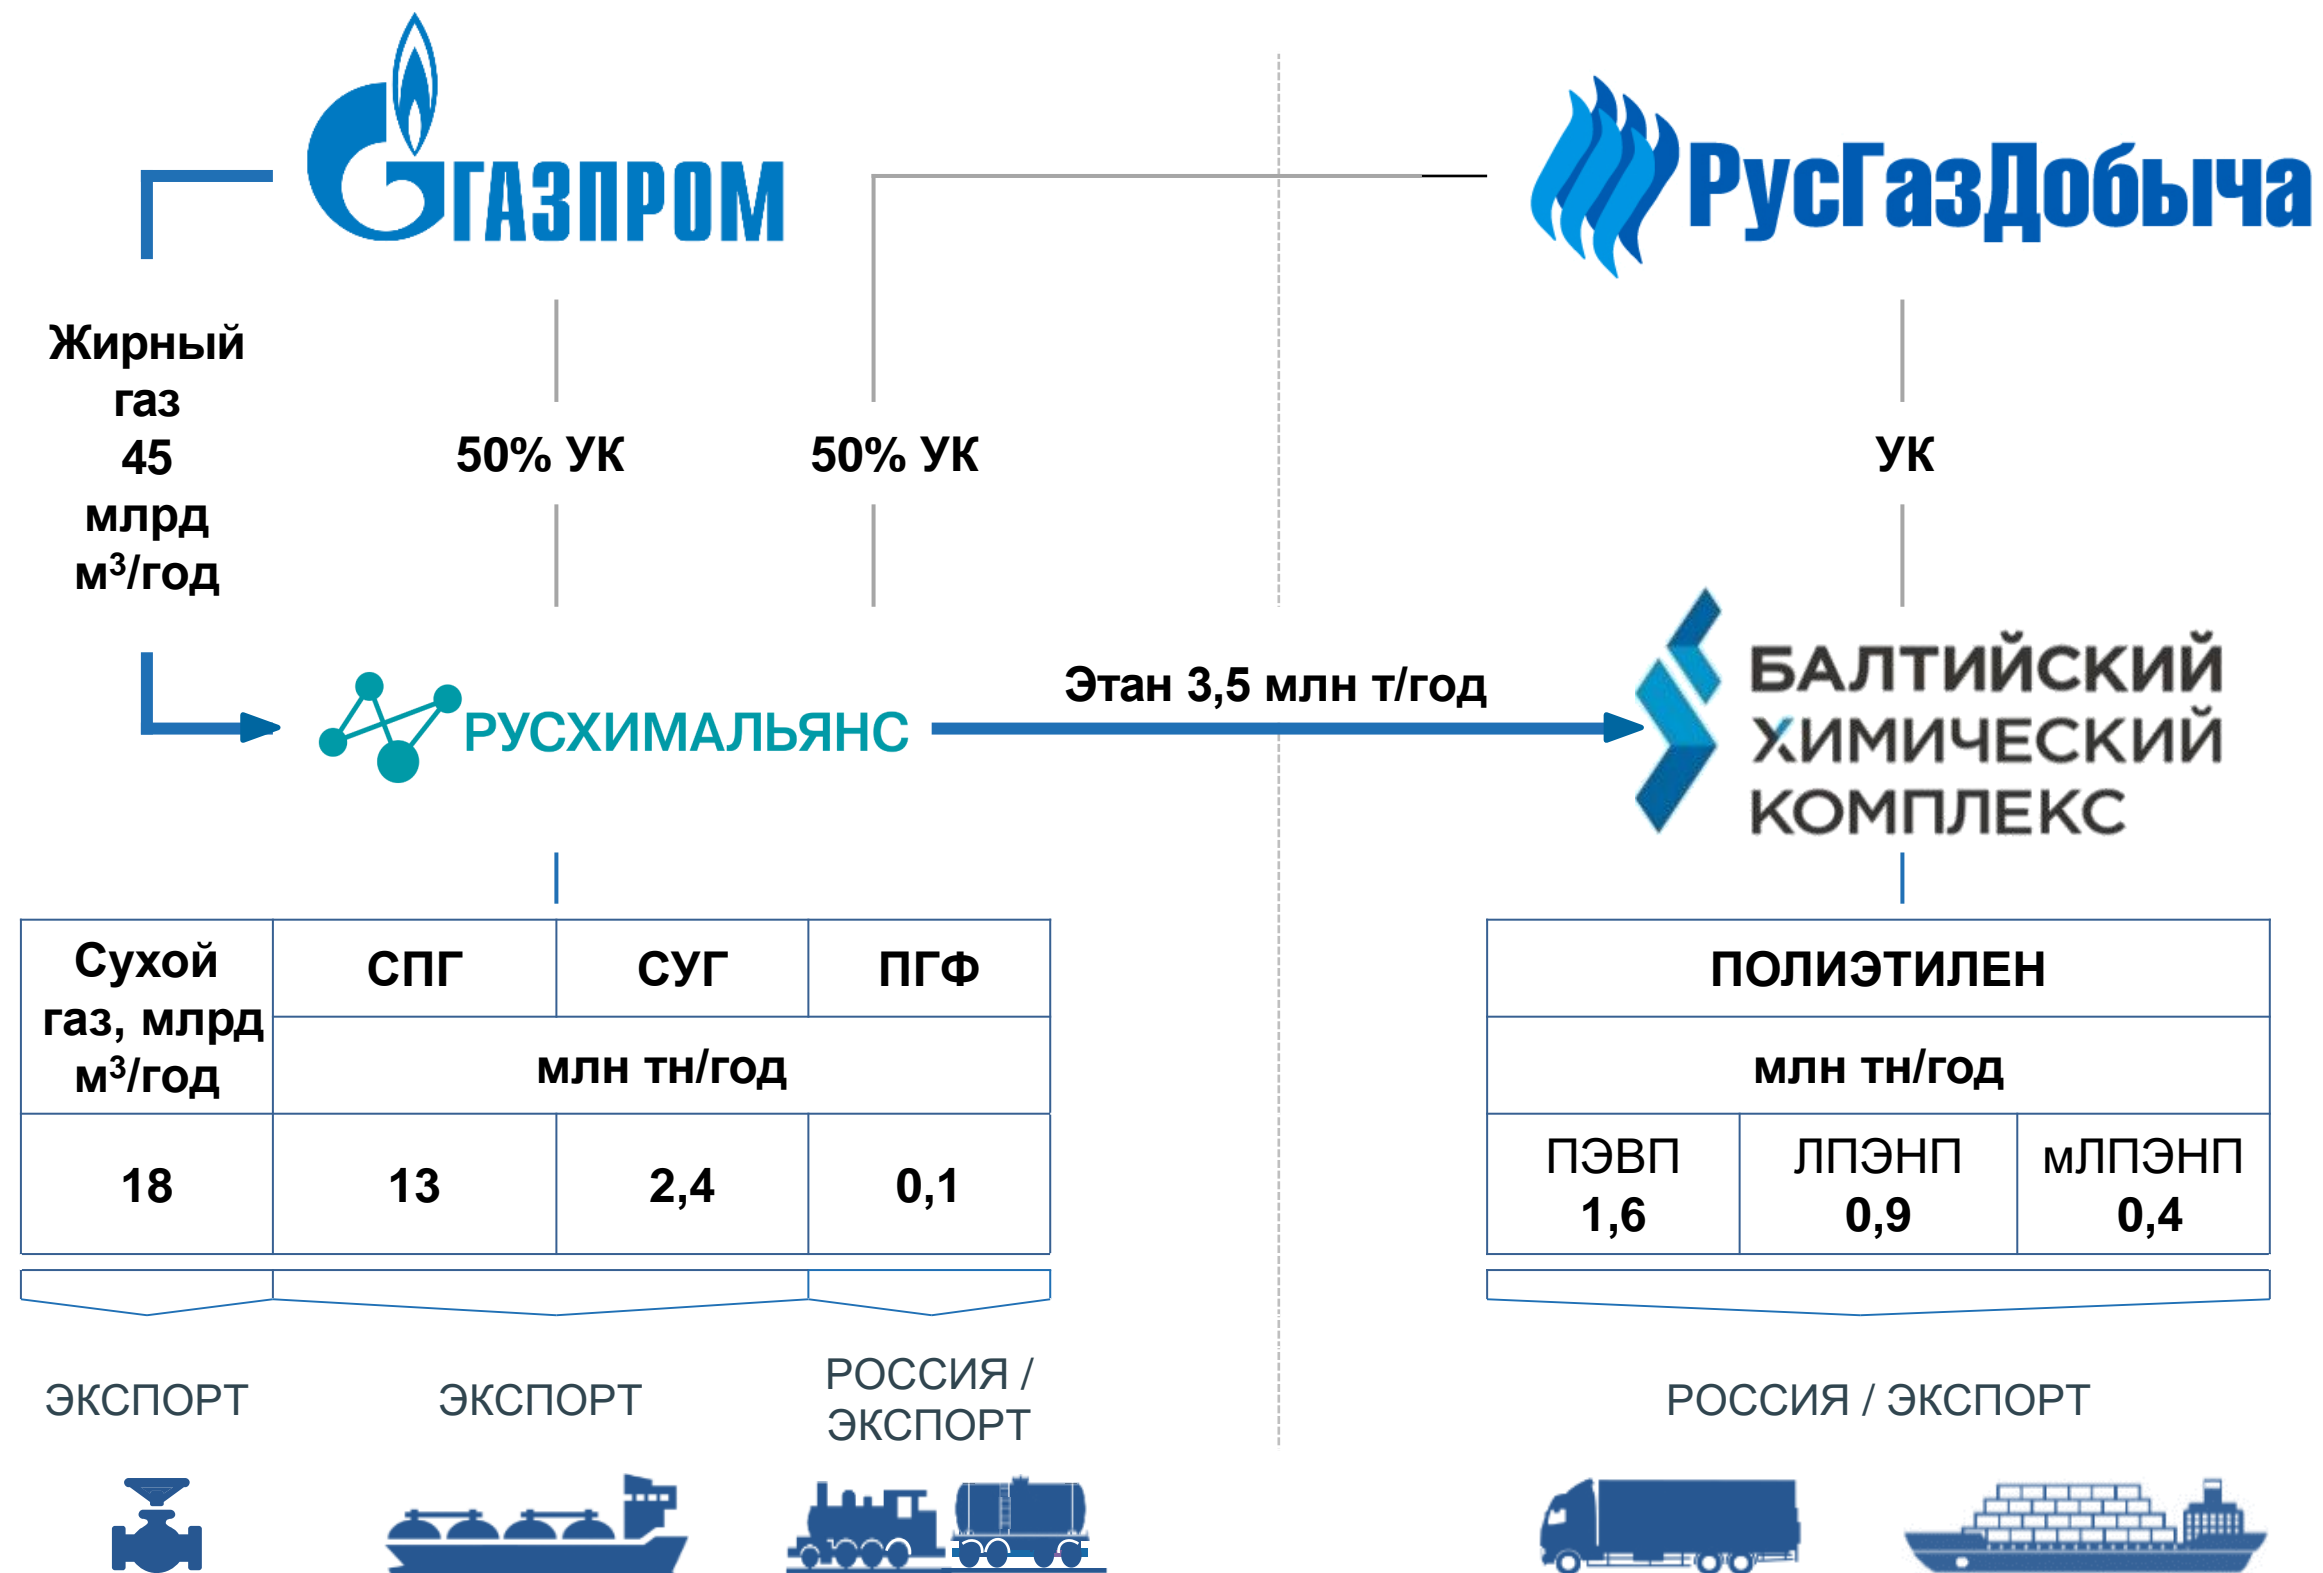 ГАЗПРОМ
РусГазДобыча
Жирный
газ
45
млрд
м³/год
50% УК
50% УК
УК
РУСХИМАЛЬЯНС
Этан 3,5 млн т/год
БАЛТИЙСКИЙ
ХИМИЧЕСКИЙ
КОМПЛЕКС
Сухой
газ, млрд
м³/год
СПГ
СУГ
ПГФ
млн тн/год
18
13
2,4
0,1
ПОЛИЭТИЛЕН
млн тн/год
ПЭВП
1,6
ЛПЭНП
0,9
мЛПЭНП
0,4
ЭКСПОРТ
ЭКСПОРТ
РОССИЯ /
ЭКСПОРТ
РОССИЯ / ЭКСПОРТ